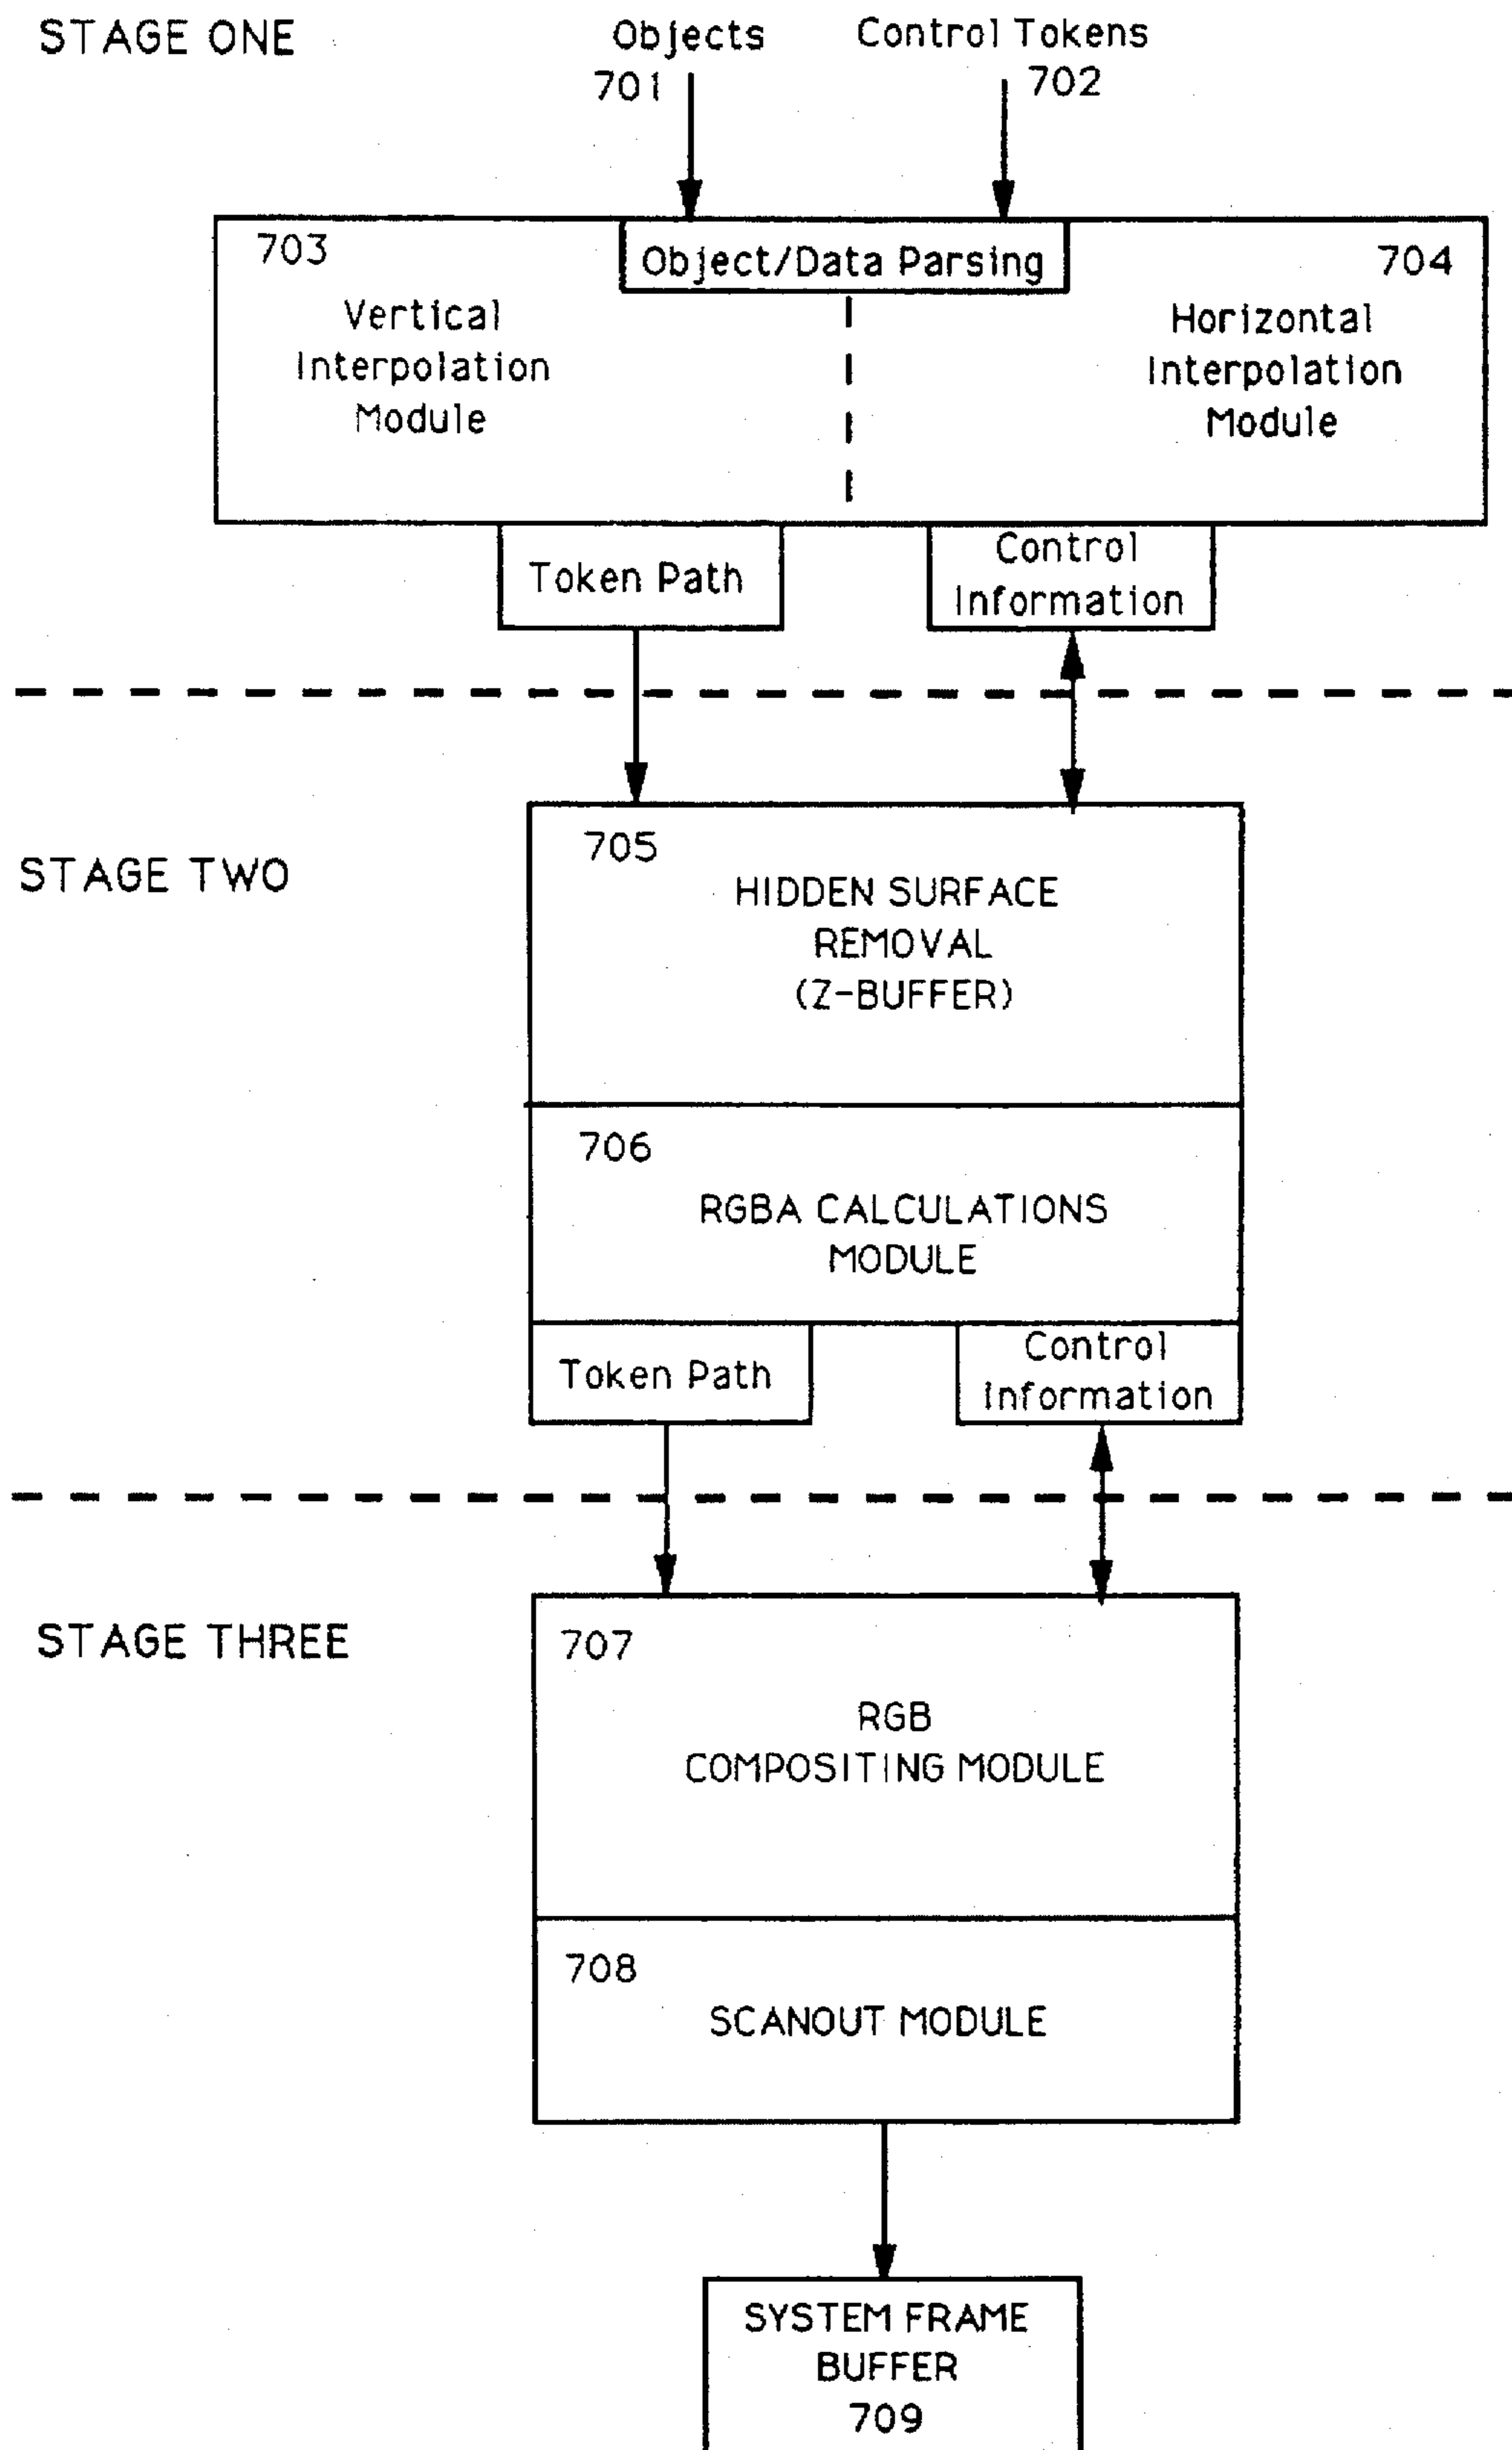 STAGE ONE
Objects
701
Control Tokens
702
703
Object/Data Parsing
704
Vertical
Interpolation
Module
Horizontal
Interpolation
Module
Token Path
Control
Information
STAGE TWO
705
HIDDEN SURFACE
REMOVAL
(Z-BUFFER)
706
RGBA CALCULATIONS
MODULE
Token Path
Control
Information
STAGE THREE
707
RGB
COMPOSITING MODULE
708
SCANOUT MODULE
SYSTEM FRAME
BUFFER
709